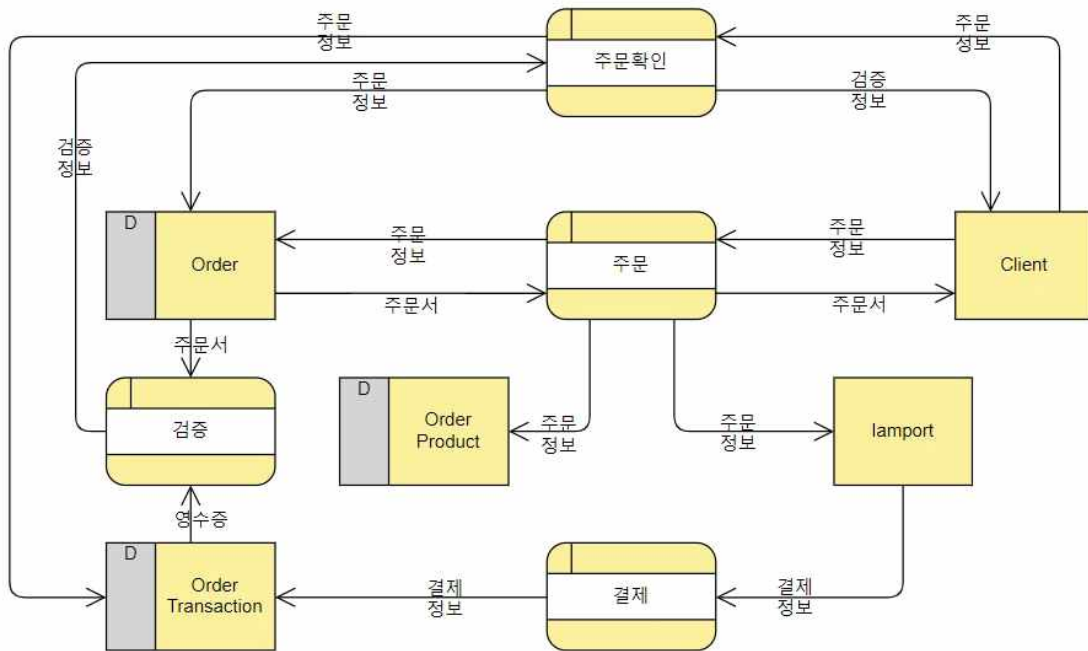 주문
정보
주문
정보
주문확인
주문
정보
검증
정보
검증
정보
D
Order
주문
정보
주문
주문
정보
Client
주문서
주문서
주문서
D
Order
Product
주문
정보
주문
정보
Iamport
검증
영수증
D
Order
Transaction
결제
정보
결제
결제
정보